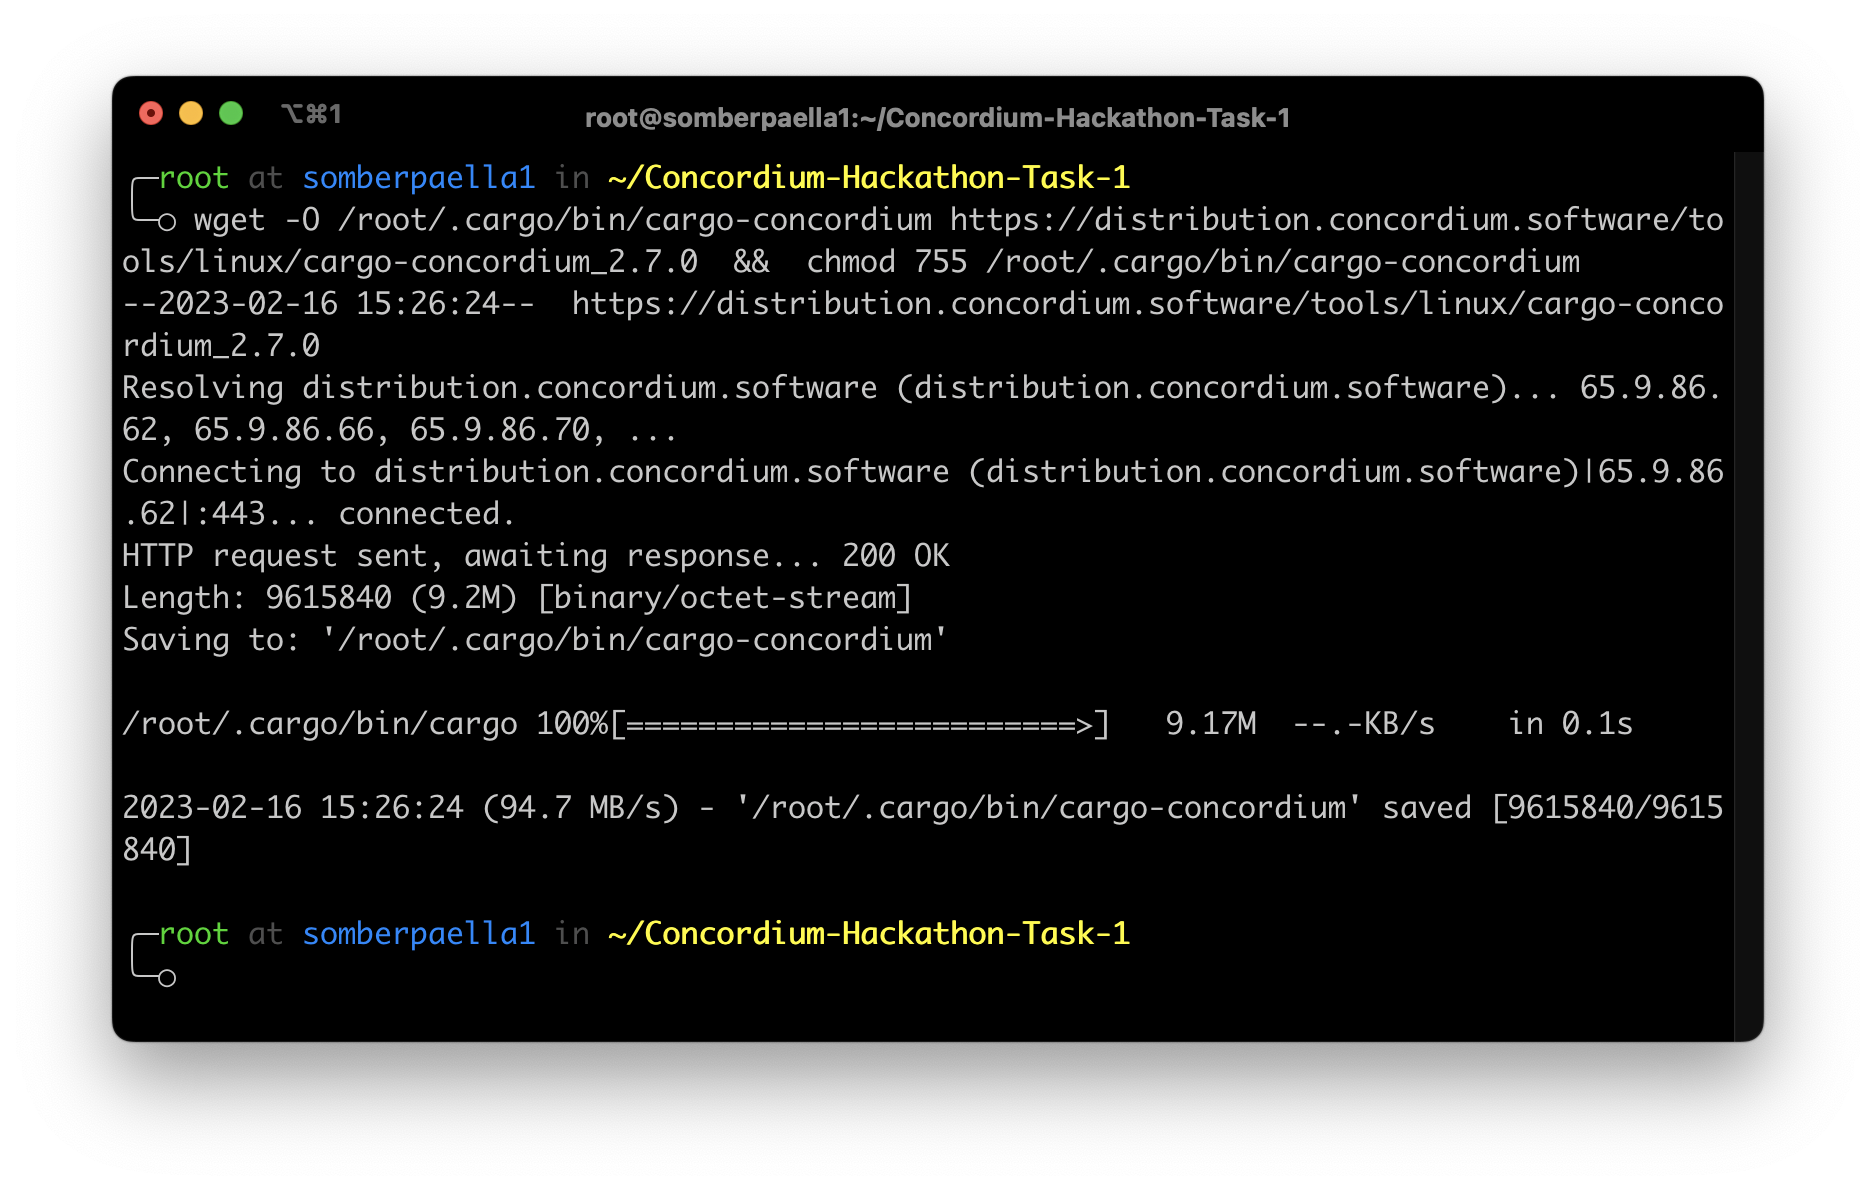 ⌥⌘1
root@somberpaella1:~/Concordium-Hackathon-Task-1
╭─root at somberpaella1 in ~/Concordium-Hackathon-Task-1
╰─○ wget -O /root/.cargo/bin/cargo-concordium https://distribution.concordium.software/to
ols/linux/cargo-concordium_2.7.0  &&  chmod 755 /root/.cargo/bin/cargo-concordium
--2023-02-16 15:26:24--  https://distribution.concordium.software/tools/linux/cargo-conco
rdium_2.7.0
Resolving distribution.concordium.software (distribution.concordium.software)... 65.9.86.
62, 65.9.86.66, 65.9.86.70, ...
Connecting to distribution.concordium.software (distribution.concordium.software)|65.9.86
.62|:443... connected.
HTTP request sent, awaiting response... 200 OK
Length: 9615840 (9.2M) [binary/octet-stream]
Saving to: '/root/.cargo/bin/cargo-concordium'
/root/.cargo/bin/cargo 100%[=========================>]   9.17M  --.-KB/s    in 0.1s
2023-02-16 15:26:24 (94.7 MB/s) - '/root/.cargo/bin/cargo-concordium' saved [9615840/9615
840]
╭─root at somberpaella1 in ~/Concordium-Hackathon-Task-1
╰─○